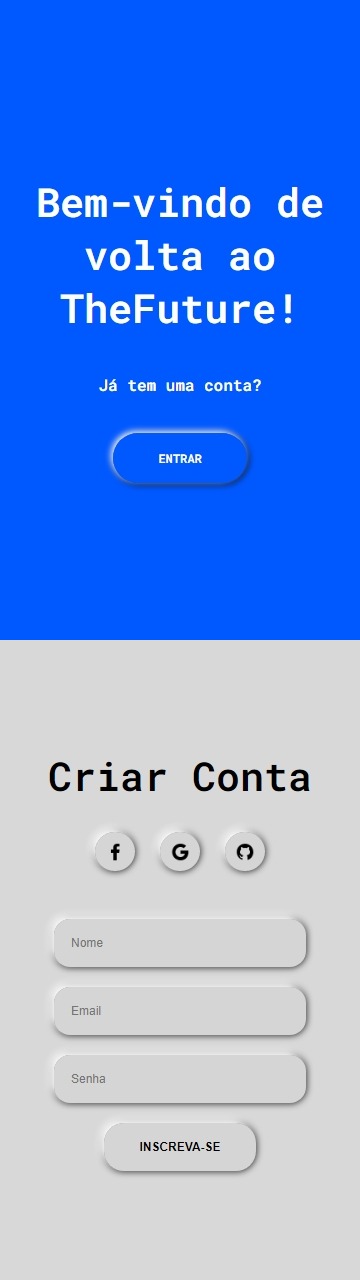 Bem-vindo de
volta ao
TheFuture!
Já tem uma conta?
ENTRAR
Criar Conta
Nome
Email
Senha
INSCREVA-SE